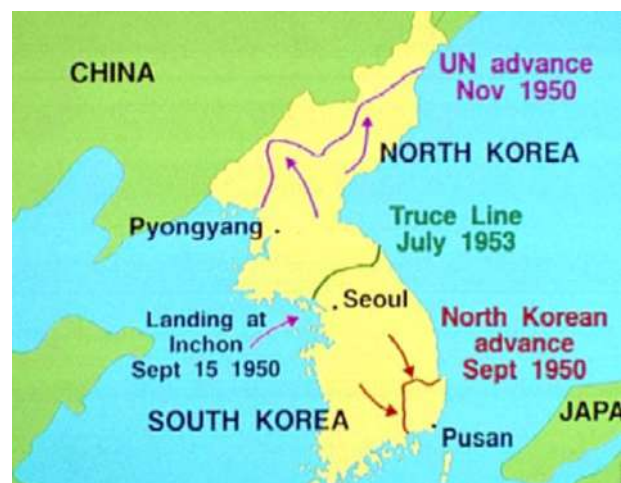 CHINA
UN advance
Nov 1950
NORTH KOREA
Pyongyang
Truce Line
July 1953
Seoul
Landing at
Inchon
Sept 15 1950
North Korean
advance
Sept 1950
SOUTH KOREA
JAPA
Pusan